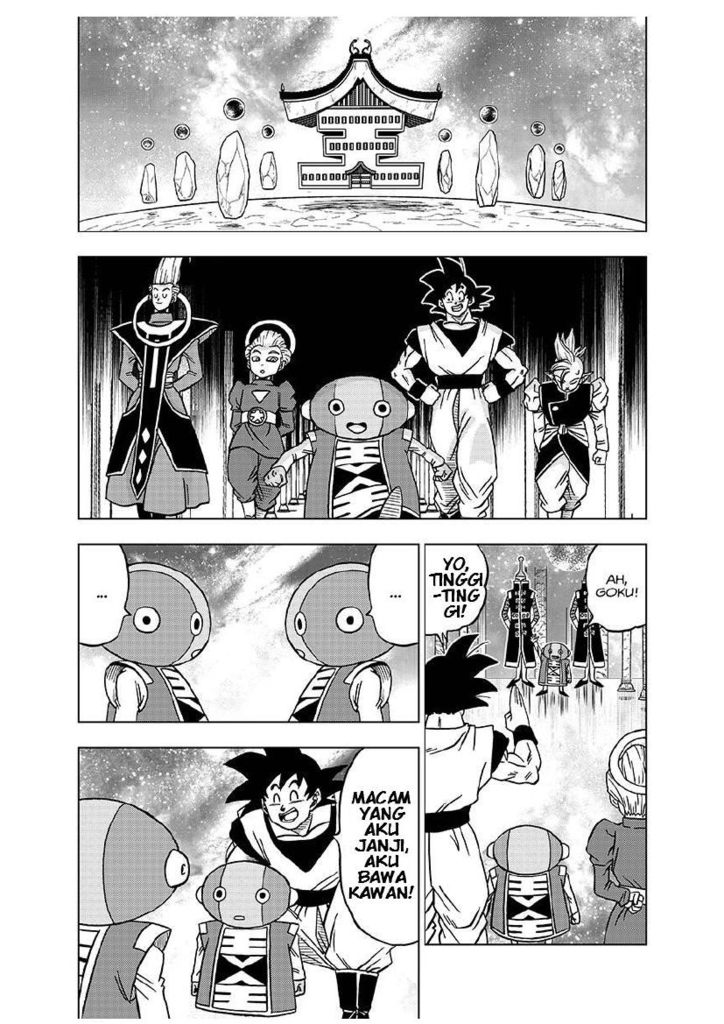 AH,
GOKU!
YO,
TINGGI
-TING
GI!
...
...
MACAM
YANG
AKU
JANJI,
AKU
BAWA
KAWAN!